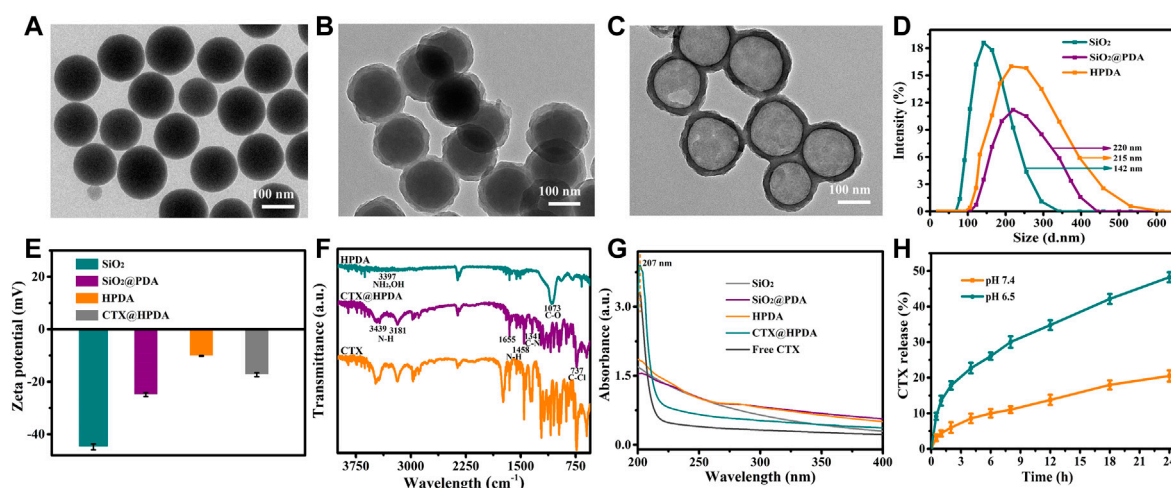 A
100 nm
B
100 nm
C
100 nm
D
Intensity (%)
18
15
12
9
6
3
0
SiO₂
SiO₂@PDA
HPDA
220 nm
215 nm
142 nm
0 100 200 300 400 500 600
Size (d.nm)
E
Zeta potential (mV)
20
0
-20
-40
SiO₂
SiO₂@PDA
HPDA
CTX@HPDA
F
Transmittance (a.u.)
HPDA
3397
NH₂,OH
1073
C-O
CTX@HPDA
3439 3181
N-H
1655
N-H
1458
1341
C-N
737
C-Cl
CTX
3750 3000 2250 1500 750
Wavelength (cm⁻¹)
G
Absorbance (a.u.)
3.0
1.5
0.0
207 nm
SiO₂
SiO₂@PDA
HPDA
CTX@HPDA
Free CTX
200 250 300 350 400
Wavelength (nm)
H
CTX release (%)
50
40
30
20
10
0
pH 7.4
pH 6.5
0 3 6 9 12 15 18 21 24
Time (h)